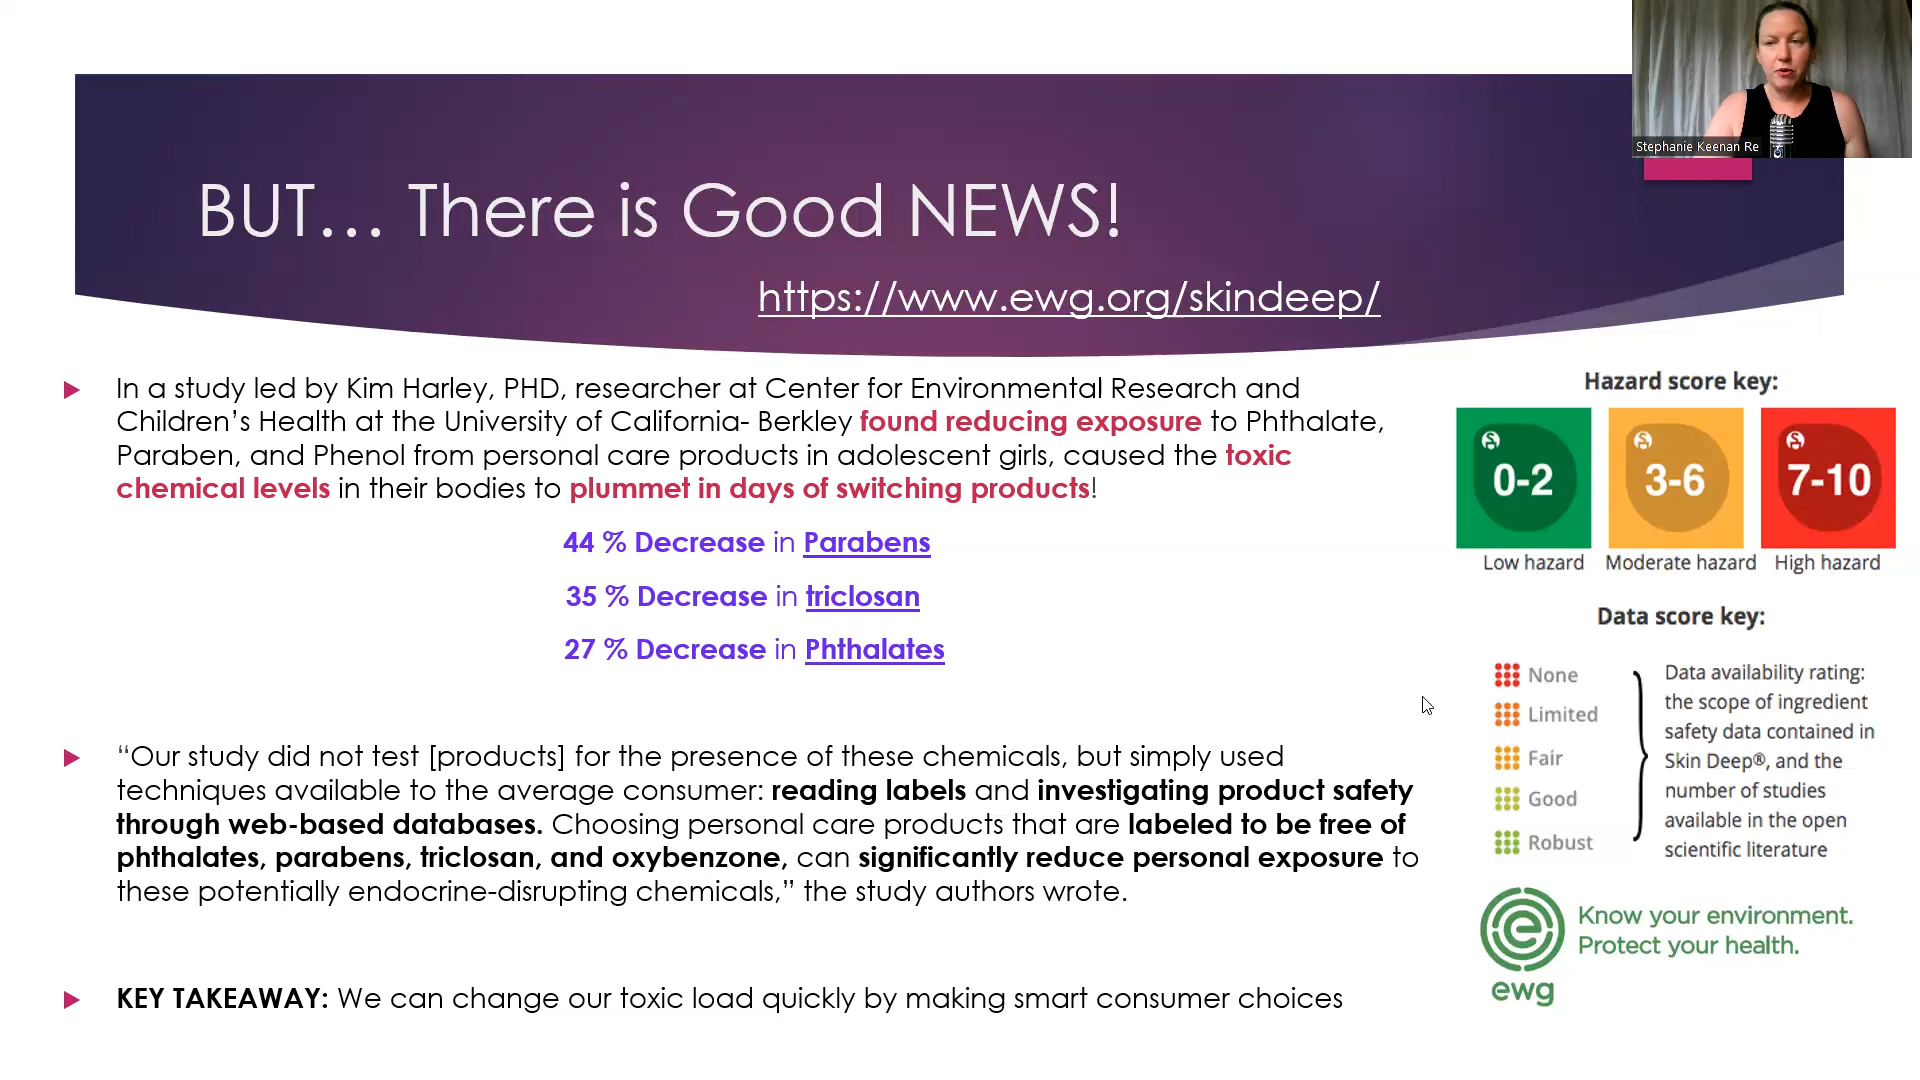 Stephanie Keenan Re
BUT... There is Good NEWS!
https://www.ewg.org/skindeep/
In a study led by Kim Harley, PHD, researcher at Center for Environmental Research and
Children’s Health at the University of California- Berkley found reducing exposure to Phthalate,
Paraben, and Phenol from personal care products in adolescent girls, caused the toxic
chemical levels in their bodies to plummet in days of switching products!
44 % Decrease in Parabens
35 % Decrease in triclosan
27 % Decrease in Phthalates
“Our study did not test [products] for the presence of these chemicals, but simply used
techniques available to the average consumer: reading labels and investigating product safety
through web-based databases. Choosing personal care products that are labeled to be free of
phthalates, parabens, triclosan, and oxybenzone, can significantly reduce personal exposure to
these potentially endocrine-disrupting chemicals,” the study authors wrote.
KEY TAKEAWAY: We can change our toxic load quickly by making smart consumer choices
Hazard score key:
0-2
3-6
7-10
Low hazard
Moderate hazard
High hazard
Data score key:
None
Limited
Fair
Good
Robust
Data availability rating:
the scope of ingredient
safety data contained in
Skin Deep®, and the
number of studies
available in the open
scientific literature
Know your environment.
Protect your health.
ewg